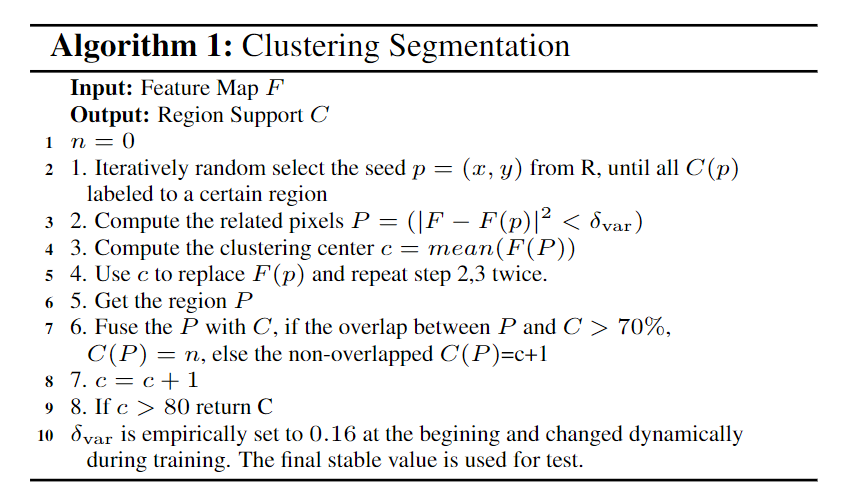 Algorithm 1: Clustering Segmentation
Input: Feature Map F
Output: Region Support C
1 n = 0
2 1. Iteratively random select the seed p = (x, y) from R, until all C(p)
labeled to a certain region
3 2. Compute the related pixels P = (|F − F(p)|² < δ_var)
4 3. Compute the clustering center c = mean(F(P))
5 4. Use c to replace F(p) and repeat step 2,3 twice.
6 5. Get the region P
7 6. Fuse the P with C, if the overlap between P and C > 70%,
C(P) = n, else the non-overlapped C(P)=c+1
8 7. c = c + 1
9 8. If c > 80 return C
10 δ_var is empirically set to 0.16 at the begining and changed dynamically
during training. The final stable value is used for test.